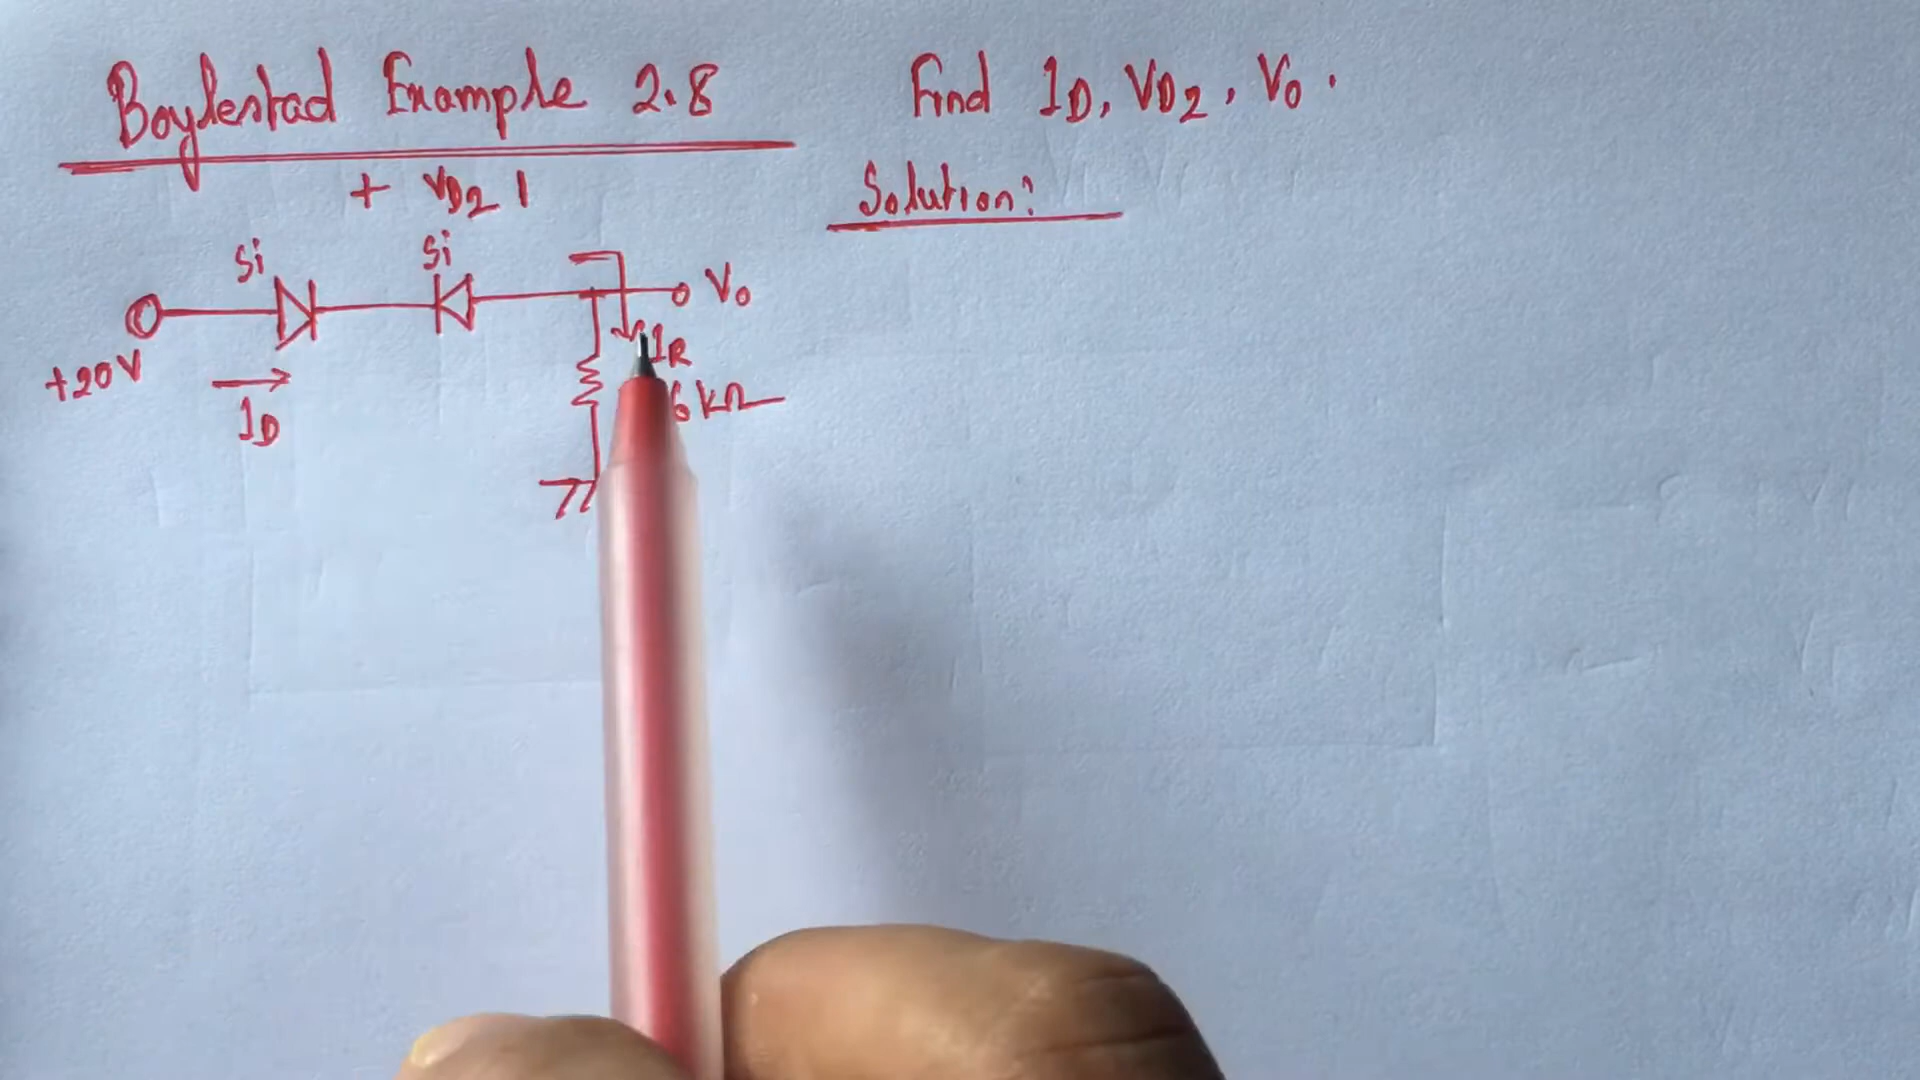 Boylestad Example 2.8
Find ID, VD2, Vo.
Solution:
+ VD2 |
Si
Si
Vo
+20V
IR
6 kΩ
ID